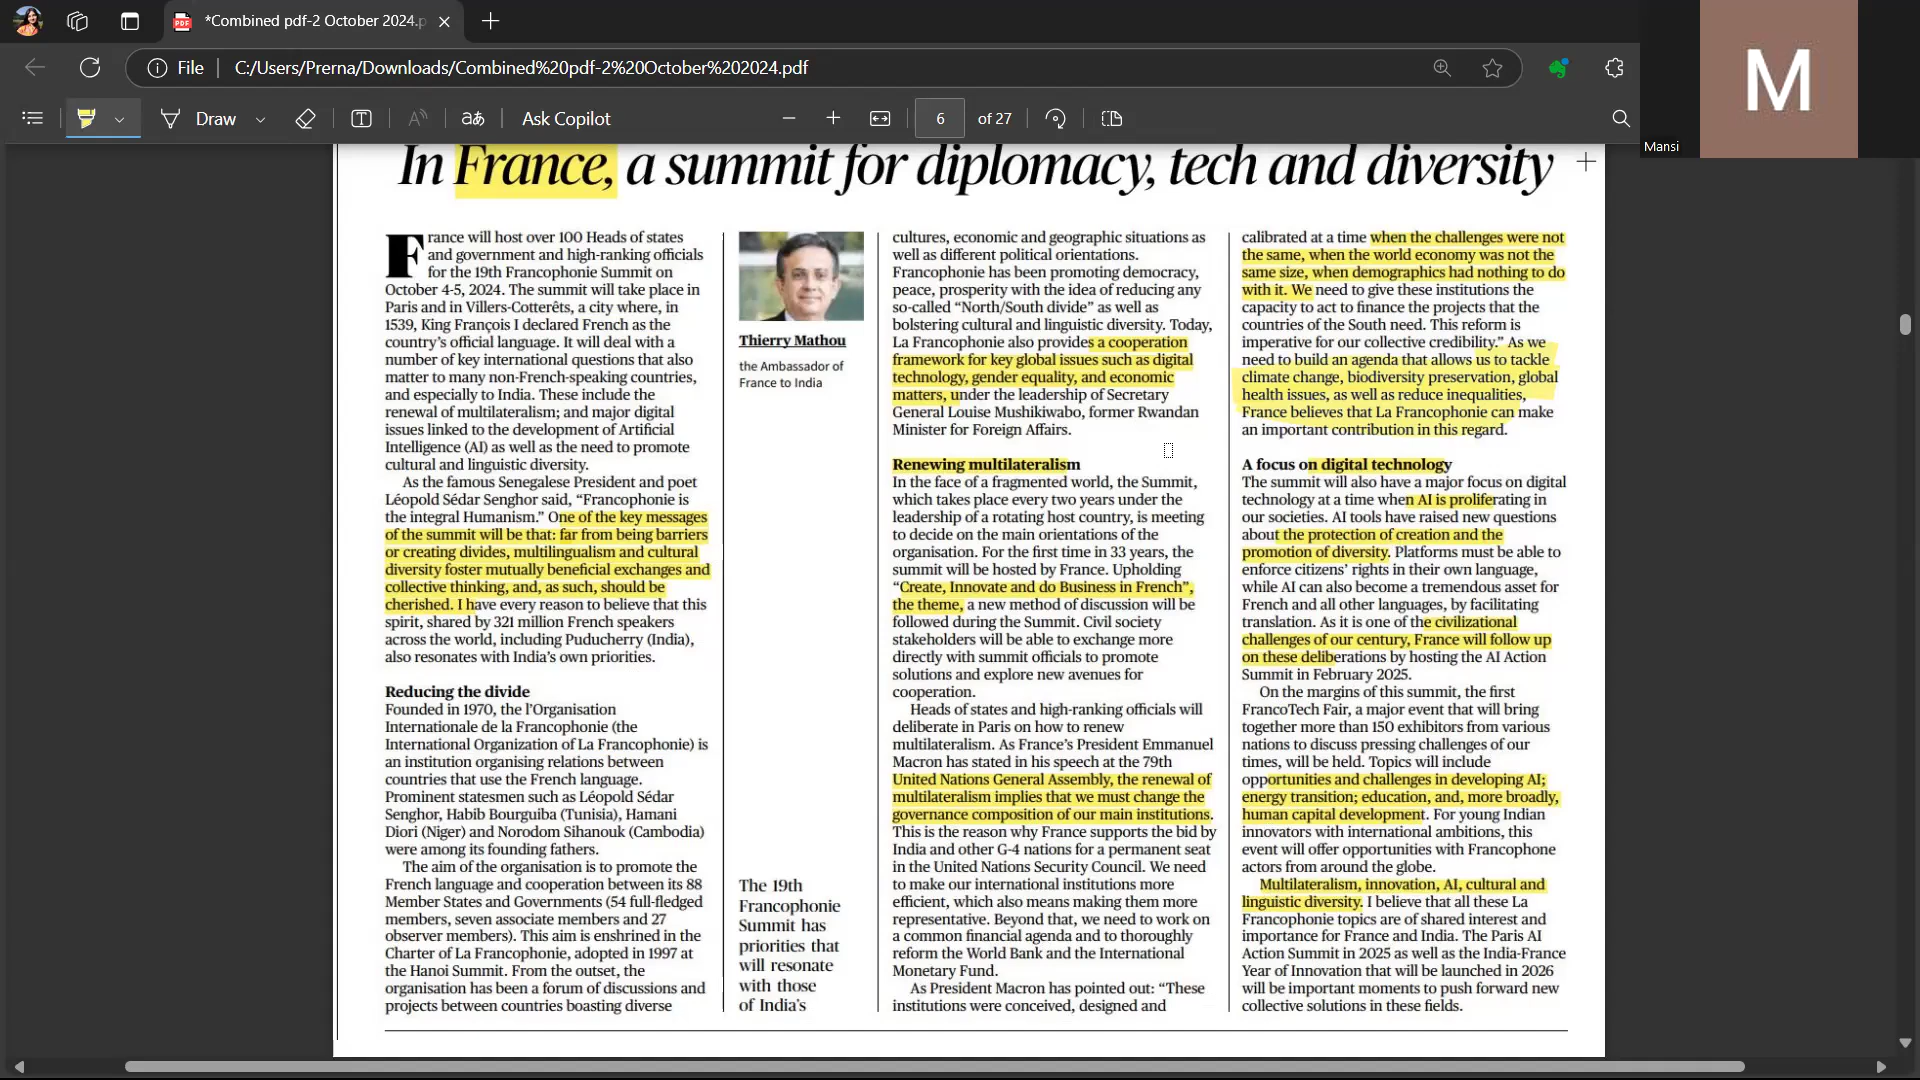 *Combined pdf-2 October 2024.p
File
C:/Users/Prerna/Downloads/Combined%20pdf-2%20October%202024.pdf
Draw
Ask Copilot
6 of 27
M
Mansi
In France, a summit for diplomacy, tech and diversity
France will host over 100 Heads of states
and government and high-ranking officials
for the 19th Francophonie Summit on
October 4-5, 2024. The summit will take place in
Paris and in Villers-Cotterêts, a city where, in
1539, King François I declared French as the
country's official language. It will deal with a
number of key international questions that also
matter to many non-French-speaking countries,
and especially to India. These include the
renewal of multilateralism; and major digital
issues linked to the development of Artificial
Intelligence (AI) as well as the need to promote
cultural and linguistic diversity.
As the famous Senegalese President and poet
Léopold Sédar Senghor said, “Francophonie is
the integral Humanism.” One of the key messages
of the summit will be that: far from being barriers
or creating divides, multilingualism and cultural
diversity foster mutually beneficial exchanges and
collective thinking, and, as such, should be
cherished. I have every reason to believe that this
spirit, shared by 321 million French speakers
across the world, including Puducherry (India),
also resonates with India's own priorities.
Reducing the divide
Founded in 1970, the l'Organisation
Internationale de la Francophonie (the
International Organization of La Francophonie) is
an institution organising relations between
countries that use the French language.
Prominent statesmen such as Léopold Sédar
Senghor, Habib Bourguiba (Tunisia), Hamani
Diori (Niger) and Norodom Sihanouk (Cambodia)
were among its founding fathers.
The aim of the organisation is to promote the
French language and cooperation between its 88
Member States and Governments (54 full-fledged
members, seven associate members and 27
observer members). This aim is enshrined in the
Charter of La Francophonie, adopted in 1997 at
the Hanoi Summit. From the outset, the
organisation has been a forum of discussions and
projects between countries boasting diverse
Thierry Mathou
the Ambassador of
France to India
The 19th
Francophonie
Summit has
priorities that
will resonate
with those
of India's
cultures, economic and geographic situations as
well as different political orientations.
Francophonie has been promoting democracy,
peace, prosperity with the idea of reducing any
so-called “North/South divide” as well as
bolstering cultural and linguistic diversity. Today,
La Francophonie also provides a cooperation
framework for key global issues such as digital
technology, gender equality, and economic
matters, under the leadership of Secretary
General Louise Mushikiwabo, former Rwandan
Minister for Foreign Affairs.
Renewing multilateralism
In the face of a fragmented world, the Summit,
which takes place every two years under the
leadership of a rotating host country, is meeting
to decide on the main orientations of the
organisation. For the first time in 33 years, the
summit will be hosted by France. Upholding
“Create, Innovate and do Business in French”,
the theme, a new method of discussion will be
followed during the Summit. Civil society
stakeholders will be able to exchange more
directly with summit officials to promote
solutions and explore new avenues for
cooperation.
Heads of states and high-ranking officials will
deliberate in Paris on how to renew
multilateralism. As France's President Emmanuel
Macron has stated in his speech at the 79th
United Nations General Assembly, the renewal of
multilateralism implies that we must change the
governance composition of our main institutions.
This is the reason why France supports the bid by
India and other G-4 nations for a permanent seat
in the United Nations Security Council. We need
to make our international institutions more
efficient, which also means making them more
representative. Beyond that, we need to work on
a common financial agenda and to thoroughly
reform the World Bank and the International
Monetary Fund.
As President Macron has pointed out: “These
institutions were conceived, designed and
calibrated at a time when the challenges were not
the same, when the world economy was not the
same size, when demographics had nothing to do
with it. We need to give these institutions the
capacity to act to finance the projects that the
countries of the South need. This reform is
imperative for our collective credibility.” As we
need to build an agenda that allows us to tackle
climate change, biodiversity preservation, global
health issues, as well as reduce inequalities,
France believes that La Francophonie can make
an important contribution in this regard.
A focus on digital technology
The summit will also have a major focus on digital
technology at a time when AI is proliferating in
our societies. AI tools have raised new questions
about the protection of creation and the
promotion of diversity. Platforms must be able to
enforce citizens' rights in their own language,
while AI can also become a tremendous asset for
French and all other languages, by facilitating
translation. As it is one of the civilizational
challenges of our century, France will follow up
on these deliberations by hosting the AI Action
Summit in February 2025.
On the margins of this summit, the first
FrancoTech Fair, a major event that will bring
together more than 150 exhibitors from various
nations to discuss pressing challenges of our
times, will be held. Topics will include
opportunities and challenges in developing AI;
energy transition; education, and, more broadly,
human capital development. For young Indian
innovators with international ambitions, this
event will offer opportunities with Francophone
actors from around the globe.
Multilateralism, innovation, AI, cultural and
linguistic diversity. I believe that all these La
Francophonie topics are of shared interest and
importance for France and India. The Paris AI
Action Summit in 2025 as well as the India-France
Year of Innovation that will be launched in 2026
will be important moments to push forward new
collective solutions in these fields.